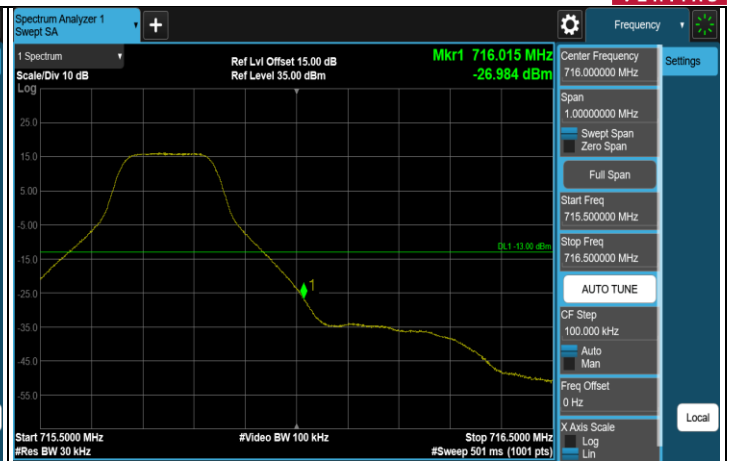 Spectrum Analyzer 1
Swept SA
Frequency
1 Spectrum
Scale/Div 10 dB
Log
Ref Lvl Offset 15.00 dB
Ref Level 35.00 dBm
Mkr1 716.015 MHz
-26.984 dBm
25.0
15.0
5.00
-5.00
-15.0
-25.0
-35.0
-45.0
-55.0
DL1 -13.00 dBm
1
Start 715.5000 MHz
#Res BW 30 kHz
#Video BW 100 kHz
Stop 716.5000 MHz
#Sweep 501 ms (1001 pts)
Center Frequency
716.000000 MHz
Span
1.00000000 MHz
Swept Span
Zero Span
Full Span
Start Freq
715.500000 MHz
Stop Freq
716.500000 MHz
AUTO TUNE
CF Step
100.000 kHz
Auto
Man
Freq Offset
0 Hz
X Axis Scale
Log
Lin
Settings
Local